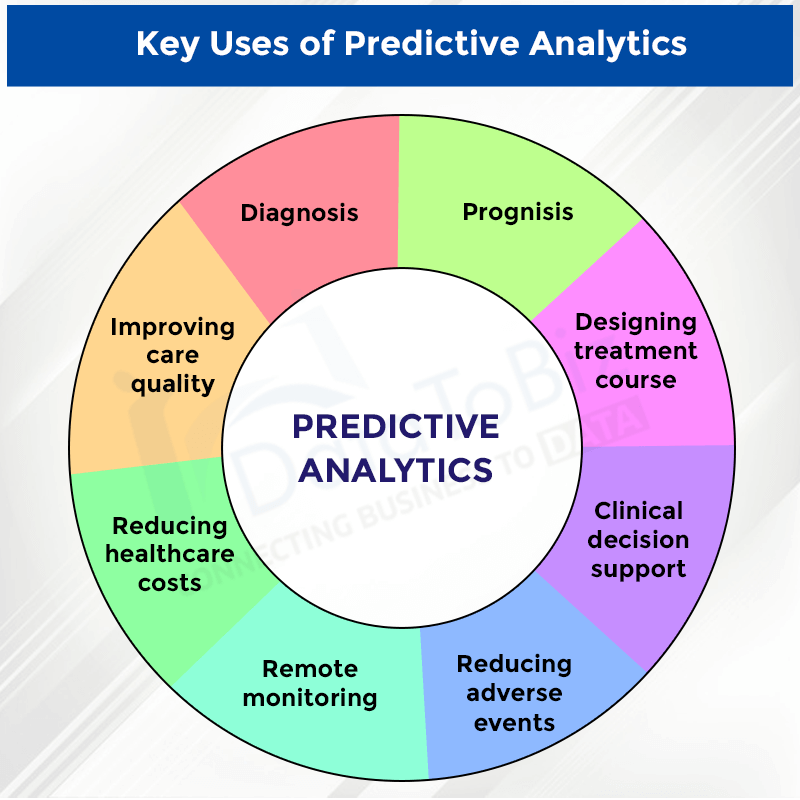 Key Uses of Predictive Analytics
Diagnosis
Prognisis
Improving
care
quality
Designing
treatment
course
PREDICTIVE
ANALYTICS
DataToBiz
CONNECTING BUSINESS TO DATA
Clinical
decision
support
Reducing
healthcare
costs
Remote
monitoring
Reducing
adverse
events